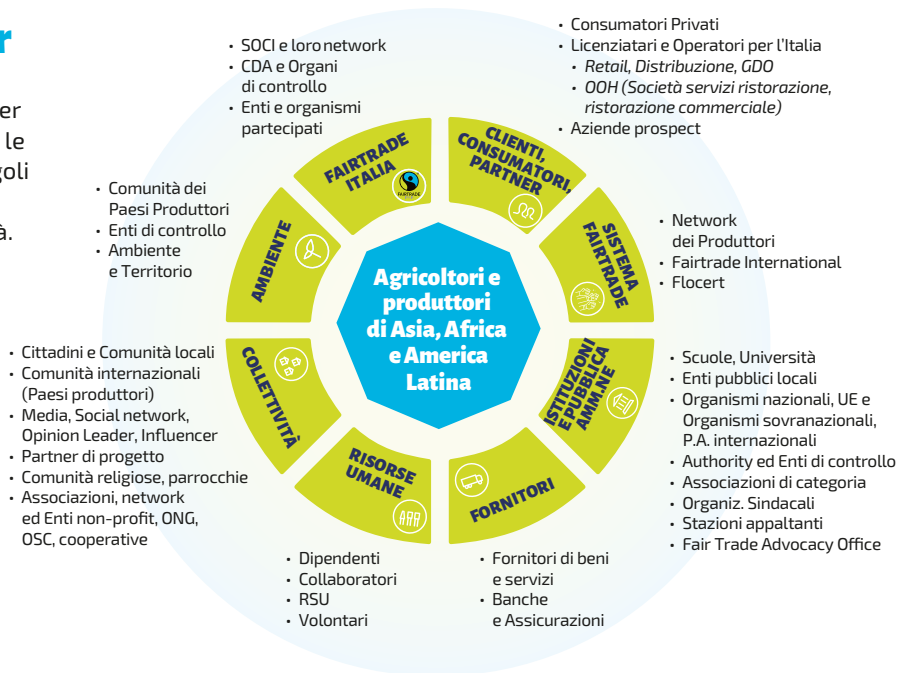 r
er
le
goli
à.
• SOCI e loro network
• CDA e Organi
di controllo
• Enti e organismi
partecipati
• Consumatori Privati
• Licenziatari e Operatori per l'Italia
• Retail, Distribuzione, GDO
• OOH (Società servizi ristorazione,
ristorazione commerciale)
• Aziende prospect
FAIRTRADE
ITALIA
FAIRTRADE
CLIENTI,
CONSUMATORI,
PARTNER
• Comunità dei
Paesi Produttori
• Enti di controllo
• Ambiente
e Territorio
AMBIENTE
SISTEMA
FAIRTRADE
• Network
dei Produttori
• Fairtrade International
• Flocert
Agricoltori e
produttori
di Asia, Africa
e America
Latina
• Cittadini e Comunità locali
• Comunità internazionali
(Paesi produttori)
• Media, Social network,
Opinion Leader, Influencer
• Partner di progetto
• Comunità religiose, parrocchie
• Associazioni, network
ed Enti non-profit, ONG,
OSC, cooperative
COLLETTIVITÀ
ISTITUZIONI
E PUBBLICA
AMM.NE
• Scuole, Università
• Enti pubblici locali
• Organismi nazionali, UE e
Organismi sovranazionali,
P.A. internazionali
• Authority ed Enti di controllo
• Associazioni di categoria
• Organiz. Sindacali
• Stazioni appaltanti
• Fair Trade Advocacy Office
RISORSE
UMANE
FORNITORI
• Dipendenti
• Collaboratori
• RSU
• Volontari
• Fornitori di beni
e servizi
• Banche
e Assicurazioni